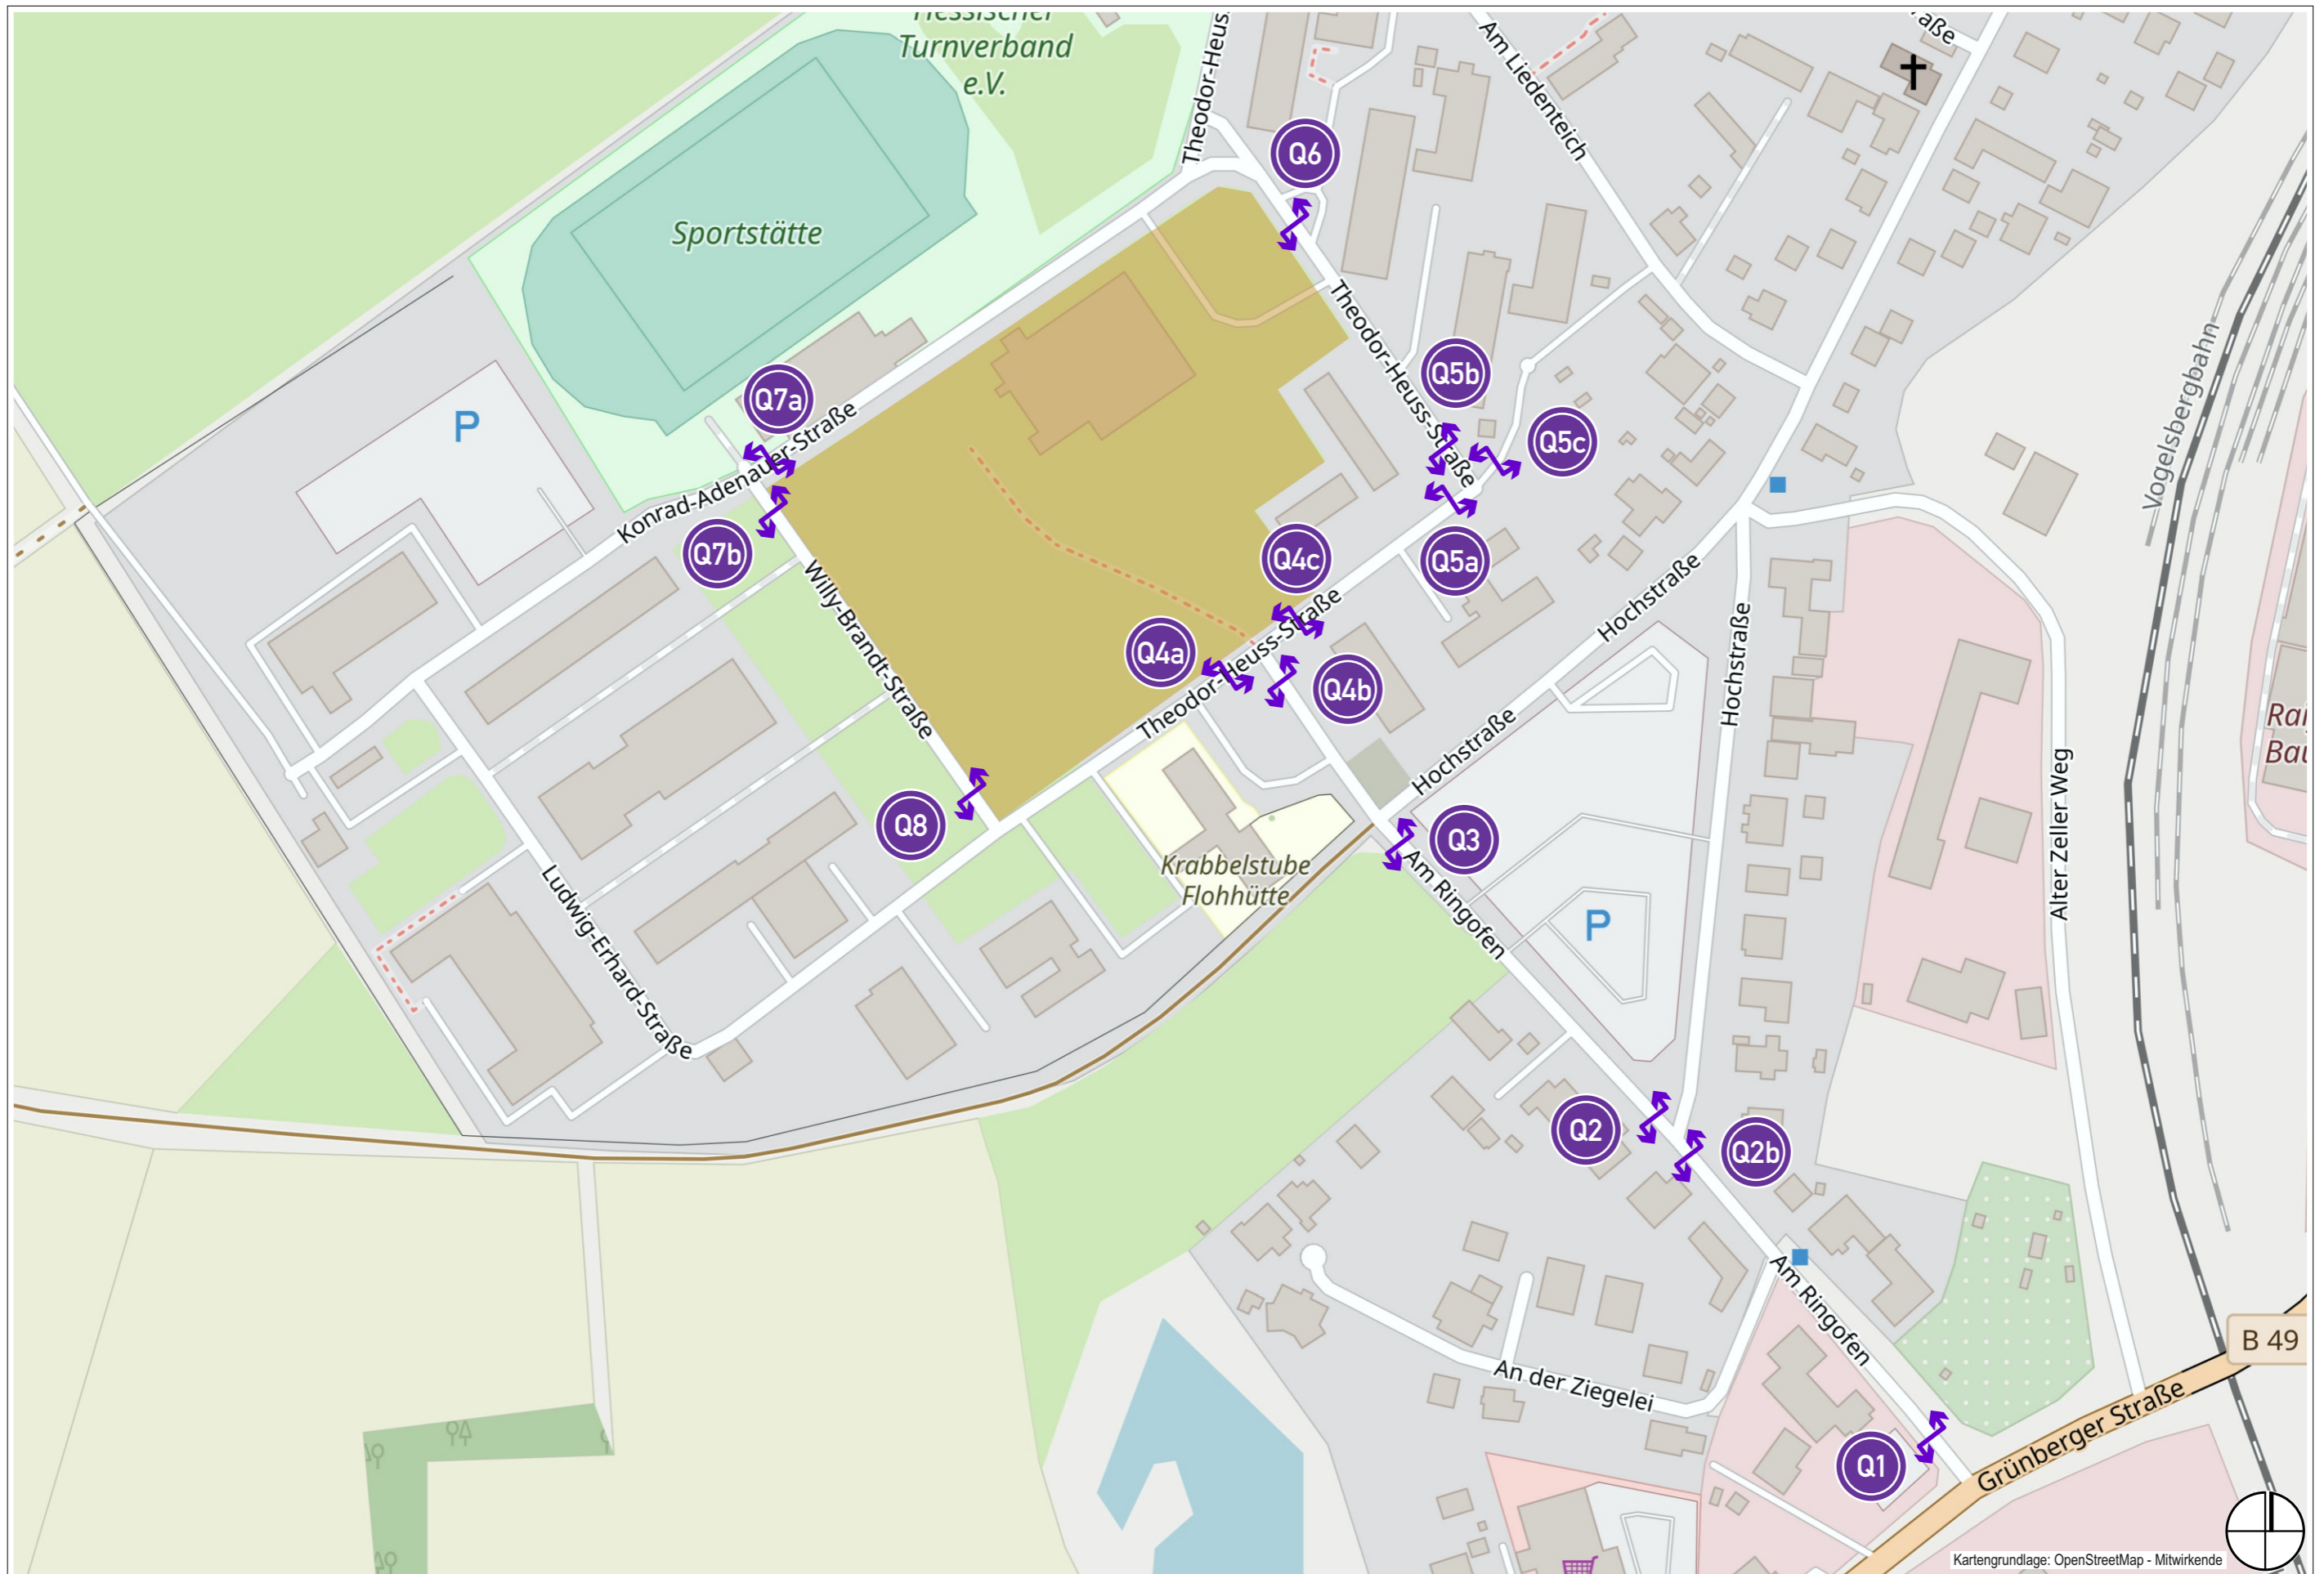 Hessischer
Turnverband
e.V.
Theodor-Heus
Am Liedenteich
aße
Q6
Sportstätte
Vogelsbergbahn
Theodor-Heuss-Straße
Q5b
Q7a
P
Q5c
Konrad-Adenauer-Straße
Q7b
Q4c
Q5a
Willy-Brandt-Straße
Hochstraße
Q4a
Theodor-Heuss-Straße
Q4b
Hochstraße
Hochstraße
Q8
Q3
Krabbelstube
Flohhütte
Am Ringofen
P
Alter Zeller Weg
Ludwig-Erhard-Straße
Q2
Q2b
Am Ringofen
B 49
An der Ziegelei
Grünberger Straße
Q1
Kartengrundlage: OpenStreetMap - Mitwirkende